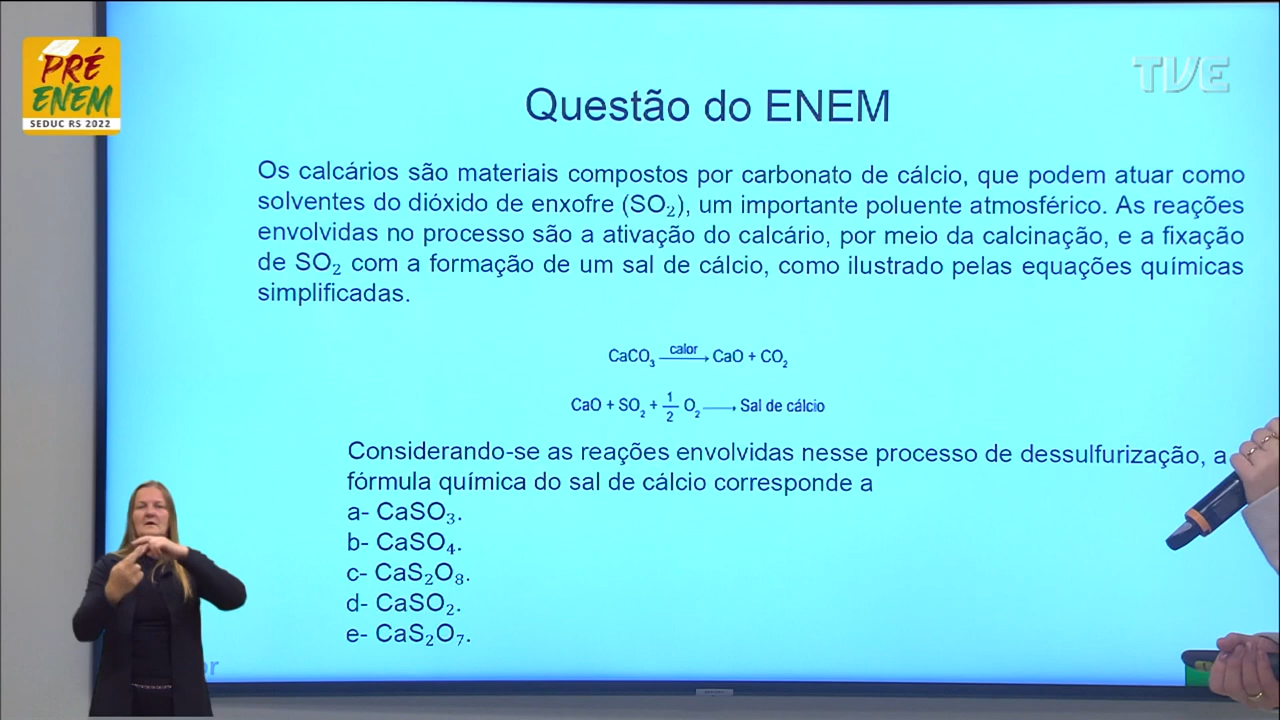 PRÉ
ENEM
SEDUC RS 2022
TVE
Questão do ENEM
Os calcários são materiais compostos por carbonato de cálcio, que podem atuar como
solventes do dióxido de enxofre (SO₂), um importante poluente atmosférico. As reações
envolvidas no processo são a ativação do calcário, por meio da calcinação, e a fixação
de SO₂ com a formação de um sal de cálcio, como ilustrado pelas equações químicas
simplificadas.
CaCO₃ —calor→ CaO + CO₂
CaO + SO₂ + 1/2 O₂ ⟶ Sal de cálcio
Considerando-se as reações envolvidas nesse processo de dessulfurização, a
fórmula química do sal de cálcio corresponde a
a- CaSO₃.
b- CaSO₄.
c- CaS₂O₈.
d- CaSO₂.
e- CaS₂O₇.